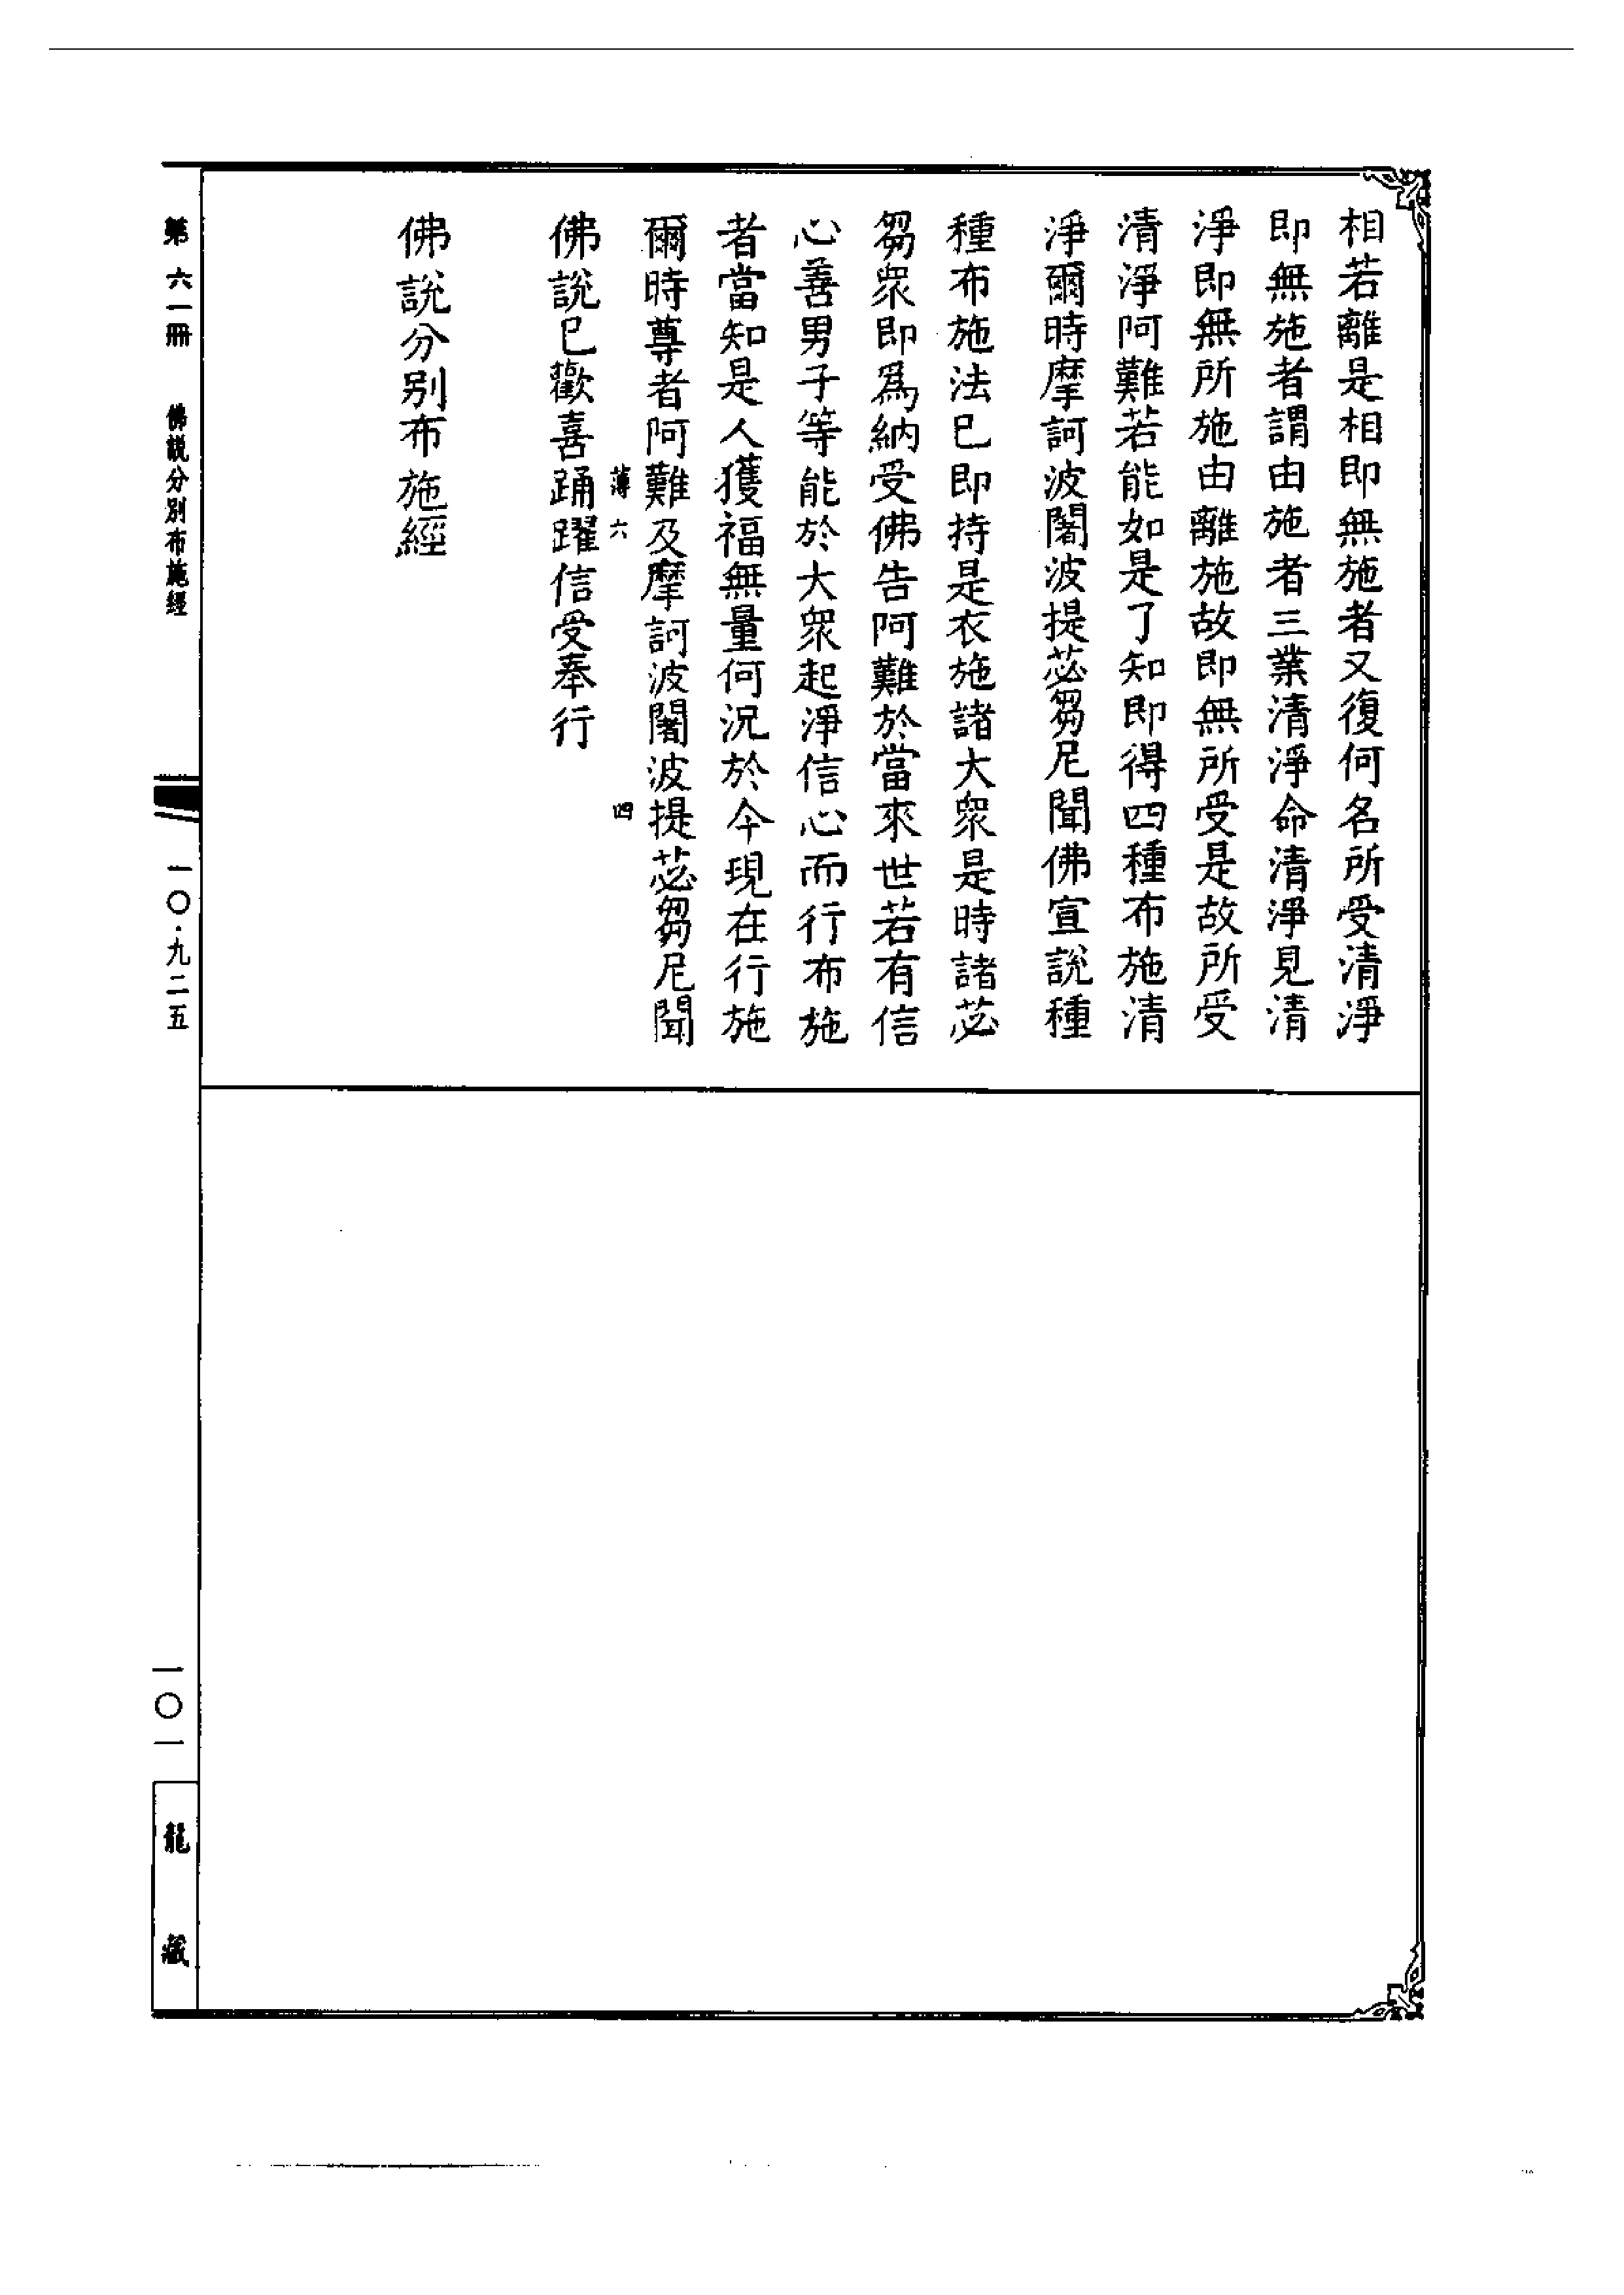 相若離是相即無施者又復何名所受清淨
即無施者謂由施者三業清淨命清淨見清
淨即無所施由離施故即無所受是故所受
清淨阿難若能如是了知即得四種布施清
淨爾時摩訶波闍波提苾芻尼聞佛宣說種
種布施法已即持是衣施諸大眾是時諸苾
芻眾即爲納受佛告阿難於當來世若有信
心善男子等能於大眾起淨信心而行布施
者當知是人獲福無量何況於今現在行施
爾時尊者阿難及摩訶波闍波提苾芻尼聞
薄六 四
佛說已歡喜踊躍信受奉行
佛說分別布施經
第六一冊 佛説分别布施經 一〇·九二五 一〇一 龍藏